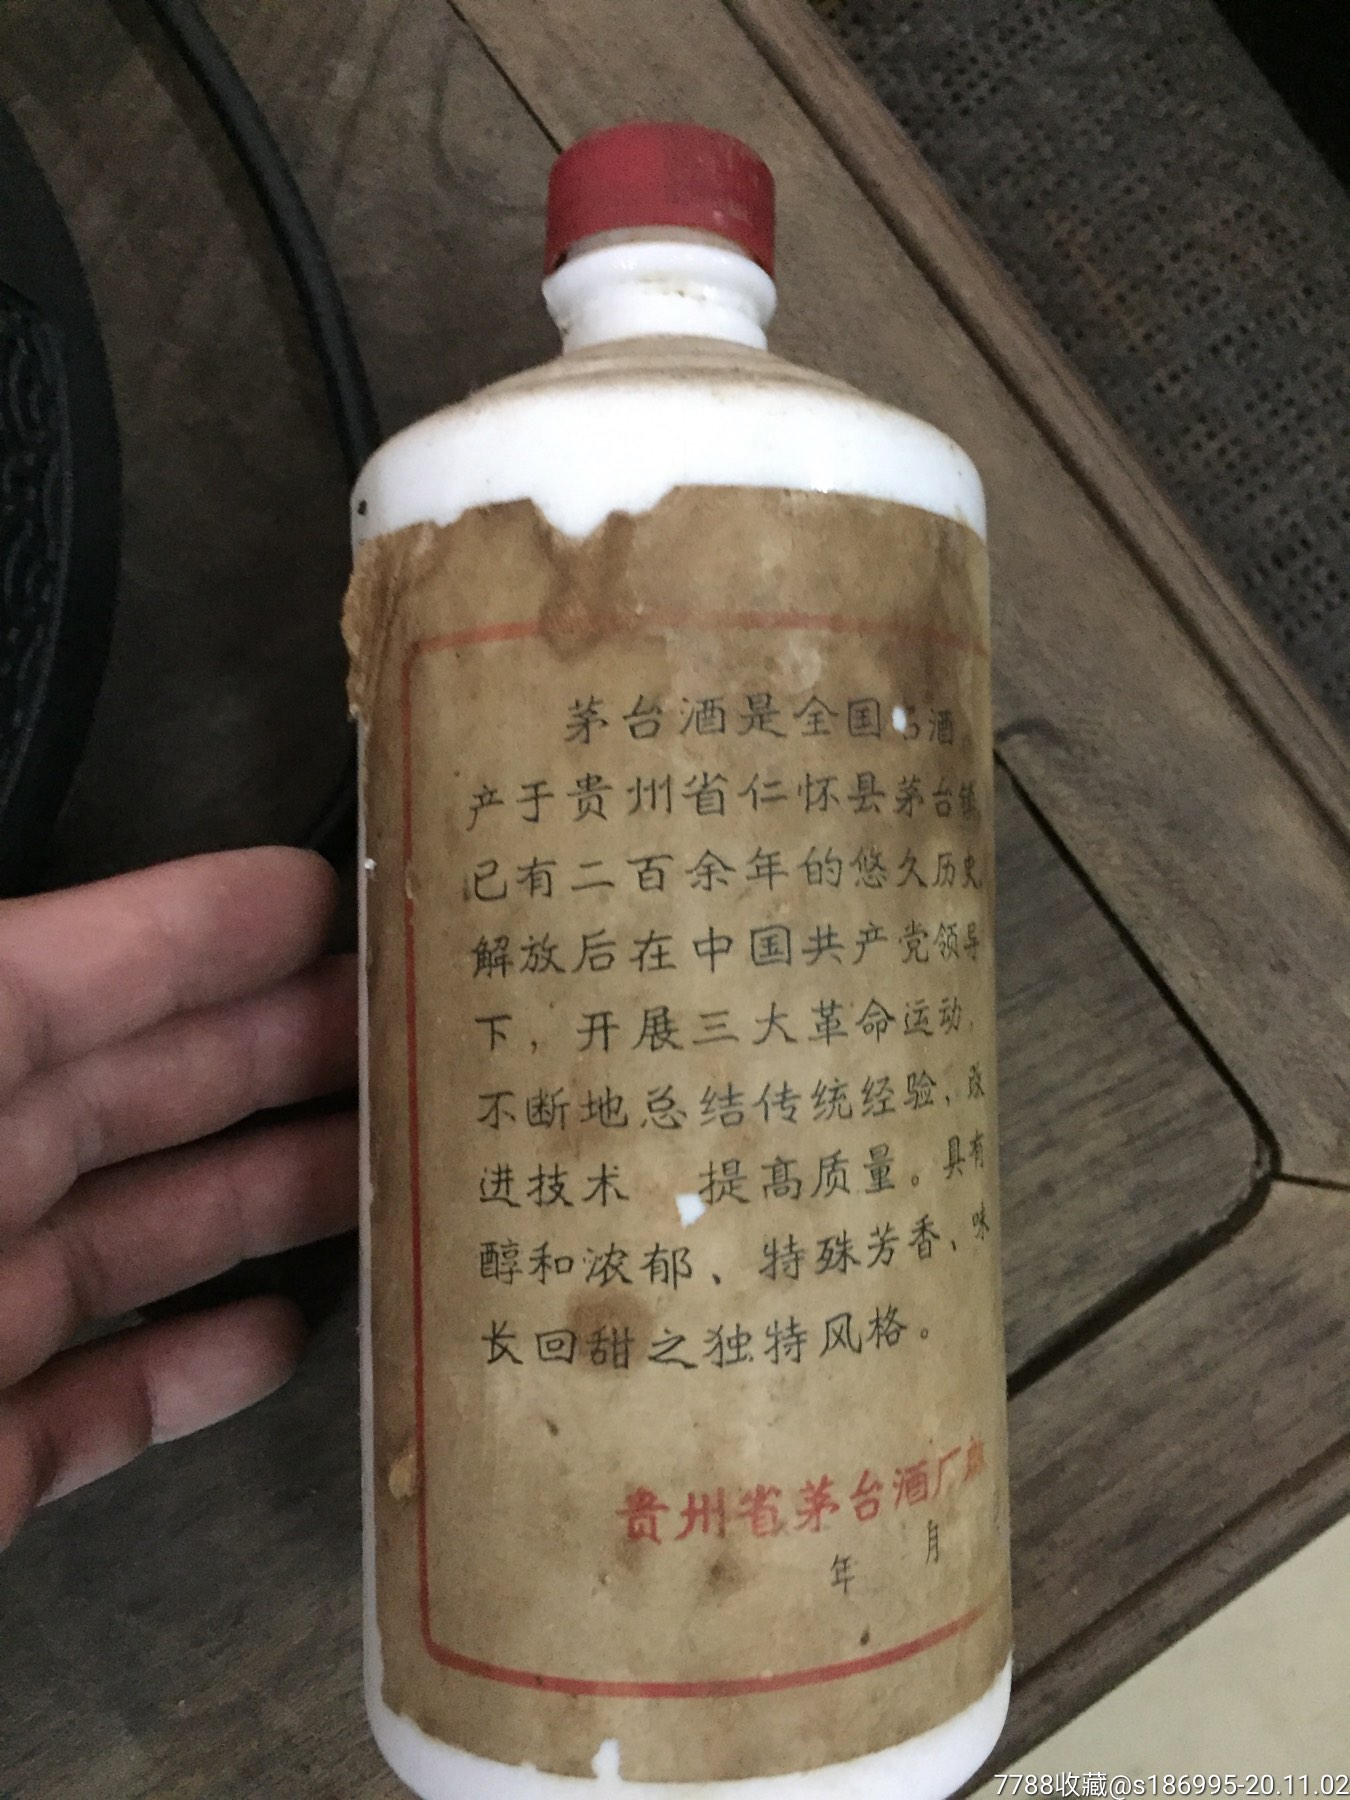 茅台酒是全国名酒
产于贵州省仁怀县茅台镇
已有二百余年的悠久历史
解放后在中国共产党领导
下，开展三大革命运动，
不断地总结传统经验、改
进技术 提高质量。具有
醇和浓郁、特殊芳香、味
长回甜之独特风格。
贵州省茅台酒厂
年 月
7788收藏@s186995-20.11.02